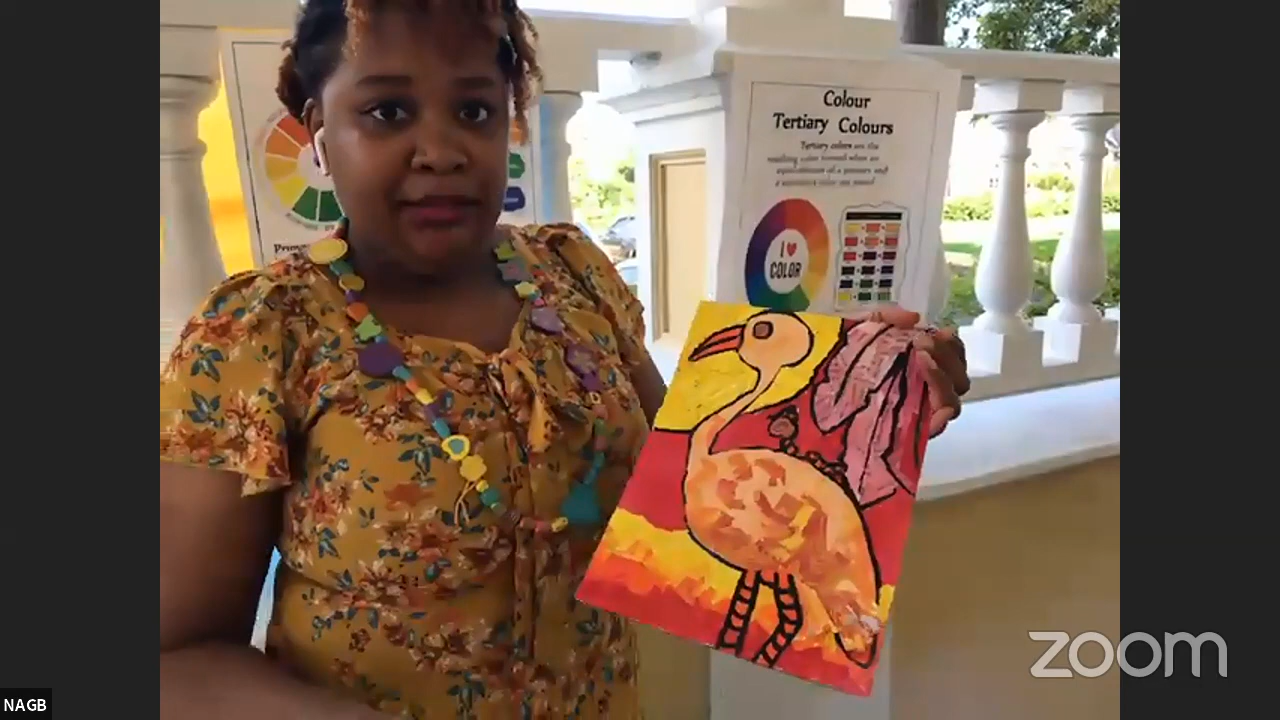 Colour
Tertiary Colours
Tertiary colors are the
resulting color formed when an
equal mixture of a primary and
a secondary color are mixed
I
COLOR
zoom
NAGB